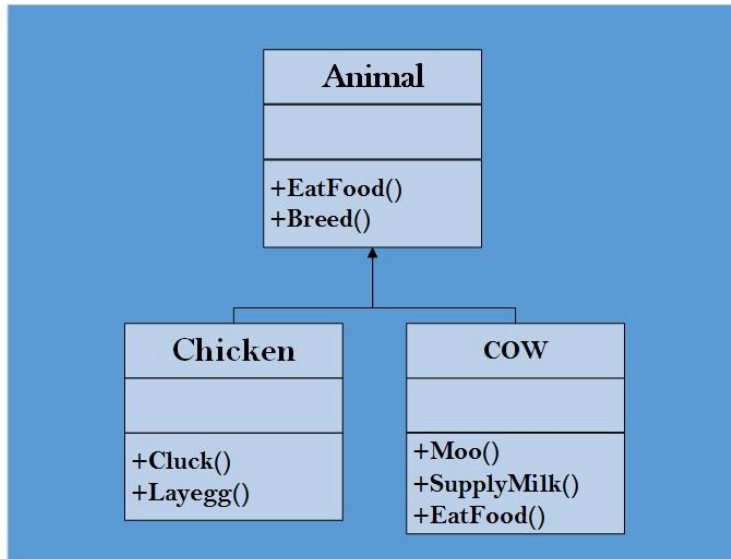 Animal
+EatFood()
+Breed()
Chicken
+Cluck()
+Layegg()
COW
+Moo()
+SupplyMilk()
+EatFood()